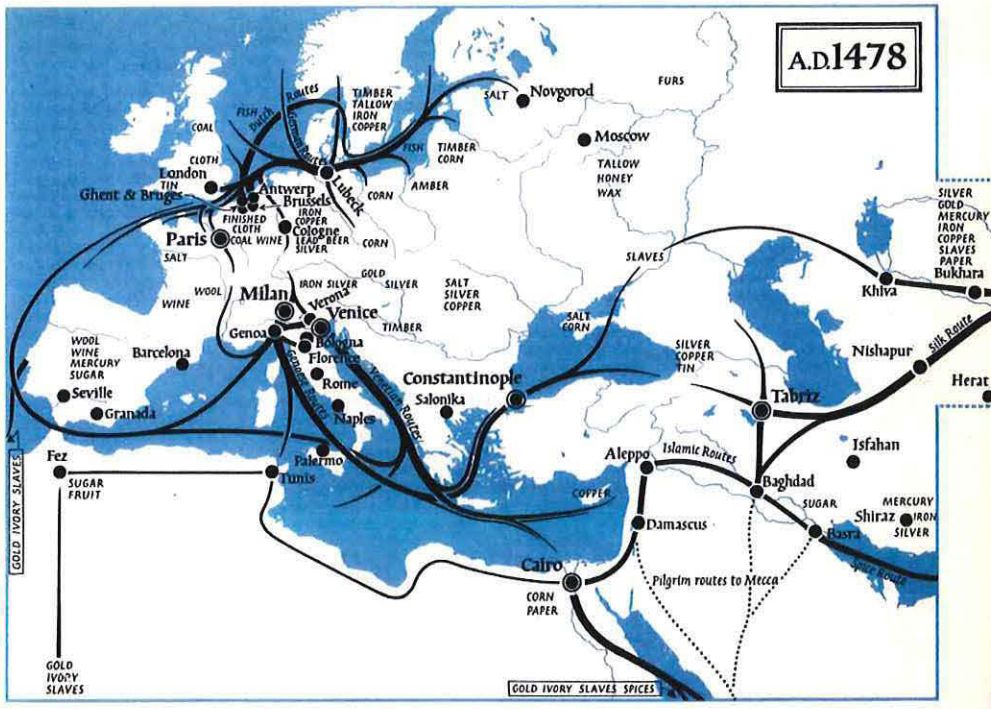 A.D.1478
FURS
SALT
Novgorod
Moscow
TALLOW
HONEY
WAX
TIMBER
TALLOW
IRON
COPPER
FISH
Dutch Routes
German Routes
COAL
CLOTH
London
TIN
Ghent & Bruges
Antwerp
Brussels
FINISHED
CLOTH
IRON
COPPER
Cologne
LEAD BEER
SILVER
COAL WINE
Lubeck
FISH
TIMBER
CORN
AMBER
CORN
CORN
Paris
SALT
WINE
WOOL
Milan
IRON SILVER
GOLD
SILVER
Verona
Venice
TIMBER
SALT
SILVER
COPPER
Genoa
Bologna
Florence
Rome
Naples
Genoese Routes
Venetian Routes
WOOL
WINE
MERCURY
SUGAR
Barcelona
Seville
Granada
Constantinople
Salonika
SLAVES
SALT
CORN
SILVER
COPPER
TIN
Tabriz
SILVER
GOLD
MERCURY
IRON
COPPER
SLAVES
PAPER
Bukhara
Khiva
Nishapur
Silk Route
Herat
Isfahan
MERCURY
IRON
SILVER
Shiraz
Aleppo
Islamic Routes
Baghdad
SUGAR
Basra
Spice Route
COPPER
Damascus
Pilgrim routes to Mecca
Cairo
CORN
PAPER
Palermo
Tunis
Fez
SUGAR
FRUIT
GOLD IVORY SLAVES
GOLD
IVORY
SLAVES
GOLD IVORY SLAVES SPICES